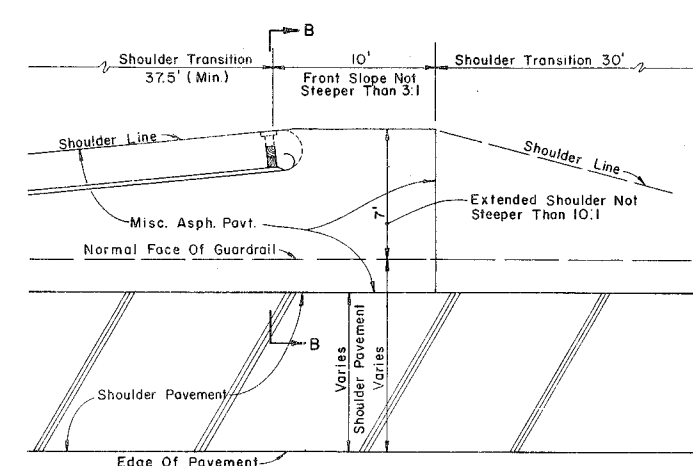 B
Shoulder Transition
37.5' (Min.)
10'
Front Slope Not
Steeper Than 3:1
Shoulder Transition 30'
Shoulder Line
Shoulder Line
7'
Extended Shoulder Not
Steeper Than 10:1
Misc. Asph. Pavt.
Normal Face Of Guardrail
B
Varies
Shoulder Pavement
Varies
Shoulder Pavement
Edge Of Pavement